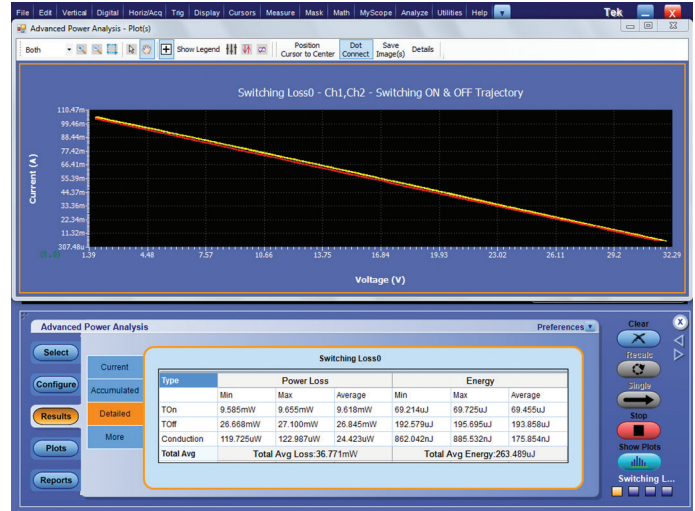 File Edit Vertical Digital Horiz/Acq Trig Display Cursors Measure Mask Math MyScope Analyze Utilities Help Tek
Advanced Power Analysis - Plot(s)
Both Show Legend Position Cursor to Center Dot Connect Save Image(s) Details
Switching Loss0 - Ch1,Ch2 - Switching ON & OFF Trajectory
Current (A)
110.47m
99.46m
88.44m
77.42m
66.41m
55.39m
44.37m
33.36m
22.34m
11.32m
307.48u
1.39 4.48 7.57 10.66 13.75 16.84 19.93 23.02 26.11 29.2 32.29
Voltage (V)
Advanced Power Analysis Preferences Clear
Select Configure Results Plots Reports
Current Accumulated Detailed More
Switching Loss0
Type Power Loss Energy
Min Max Average Min Max Average
TOn 9.585mW 9.655mW 9.618mW 69.214uJ 69.725uJ 69.455uJ
TOff 26.668mW 27.100mW 26.845mW 192.579uJ 195.695uJ 193.858uJ
Conduction 119.725uW 122.987uW 24.423uW 862.042nJ 885.532nJ 175.854nJ
Total Avg Total Avg Loss:36.771mW Total Avg Energy:263.489uJ
Recalc
Single
Stop
Show Plots
Switching L...